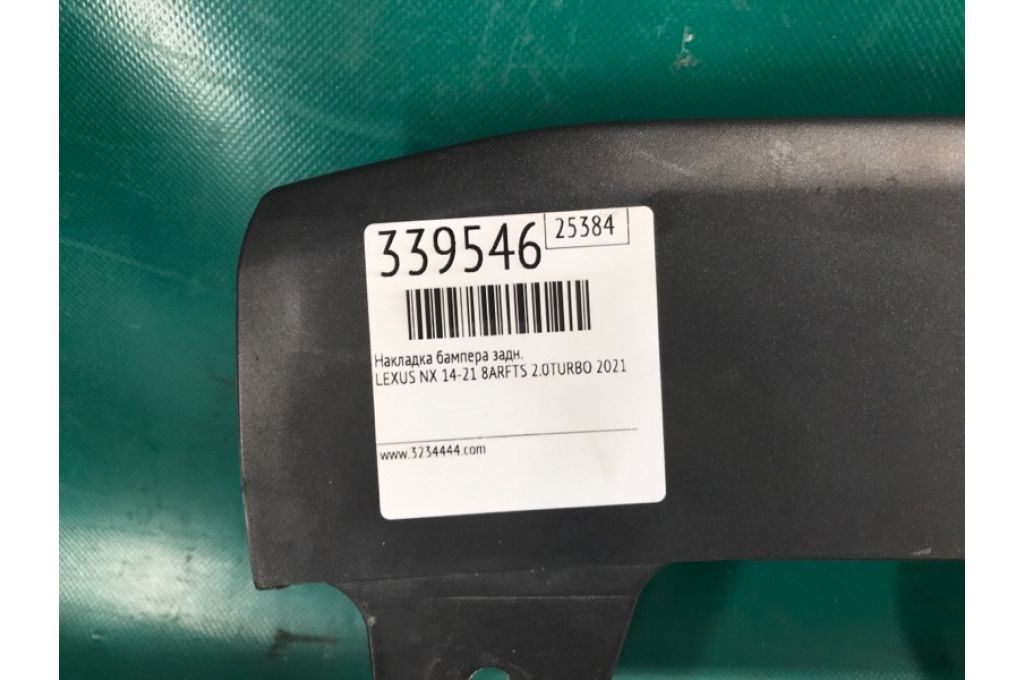 339546
25384
Накладка бампера задн.
LEXUS NX 14-21 8ARFTS 2.0TURBO 2021
www.3234444.com